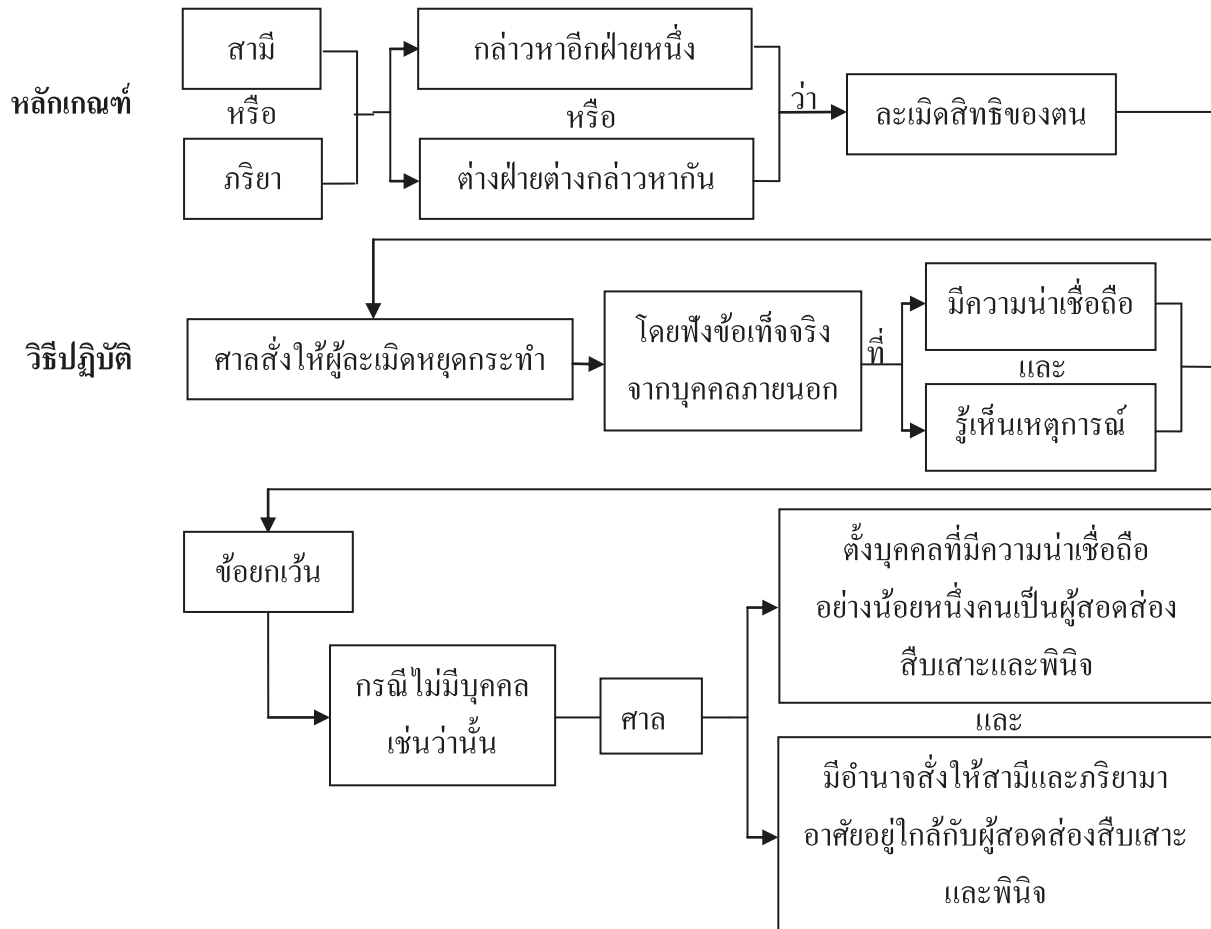 หลักเกณฑ์
สามี
หรือ
ภริยา
กล่าวหาอีกฝ่ายหนึ่ง
หรือ
ต่างฝ่ายต่างกล่าวหากัน
ว่า
ละเมิดสิทธิของตน
วิธีปฏิบัติ
ศาลสั่งให้ผู้ละเมิดหยุดกระทำ
โดยฟังข้อเท็จจริง
จากบุคคลภายนอก
ที่
มีความน่าเชื่อถือ
และ
รู้เห็นเหตุการณ์
ข้อยกเว้น
กรณีไม่มีบุคคล
เช่นว่านั้น
ศาล
ตั้งบุคคลที่มีความน่าเชื่อถือ
อย่างน้อยหนึ่งคนเป็นผู้สอดส่อง
สืบเสาะและพินิจ
และ
มีอำนาจสั่งให้สามีและภริยามา
อาศัยอยู่ใกล้กับผู้สอดส่องสืบเสาะ
และพินิจ